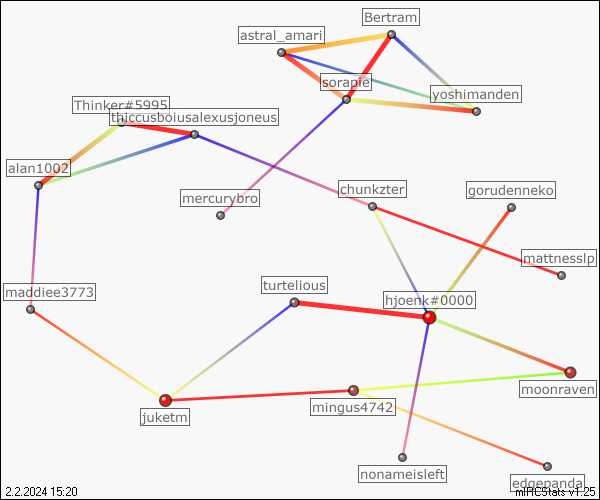 Bertram
astral_amari
sorapie
yoshimanden
Thinker#5995
thiccusboiusalexusjoneus
alan1002
mercurybro
chunkzter
gorudenneko
mattnesslp
turtelious
maddiee3773
hjoenk#0000
moonraven
mingus4742
juketm
nonameisleft
edgepanda
2.2.2024 15:20
mIRCStats v1.25